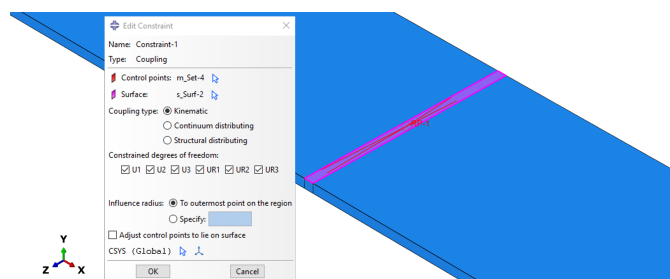 Edit Constraint
Name: Constraint-1
Type: Coupling
Control points: m_Set-4
Surface: s_Surf-2
Coupling type: Kinematic
Continuum distributing
Structural distributing
Constrained degrees of freedom:
U1 U2 U3 UR1 UR2 UR3
Influence radius: To outermost point on the region
Specify:
Adjust control points to lie on surface
CSYS (Global)
OK Cancel
RP-1
Y
Z X